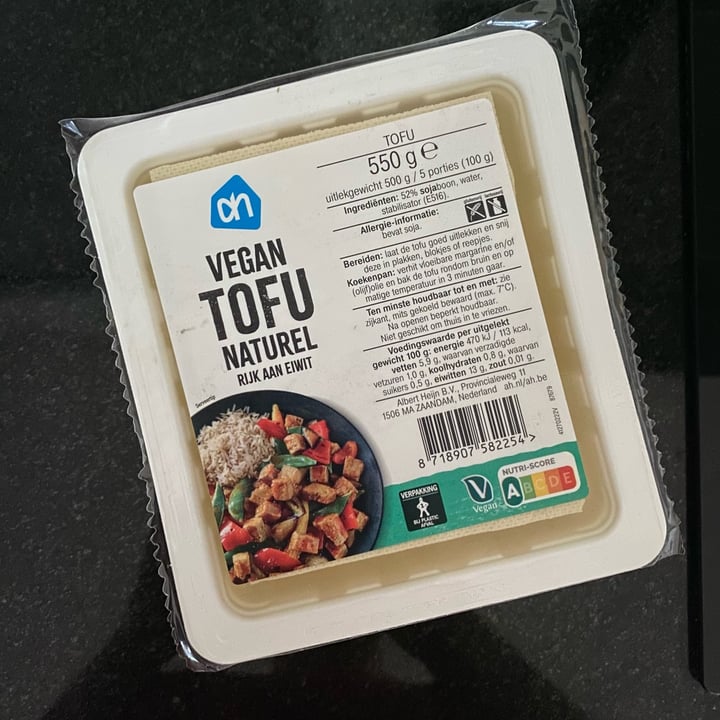 ah
VEGAN
TOFU
NATUREL
RIJK AAN EIWIT
Serveertip
TOFU
550 g e
uitlekgewicht 500 g / 5 porties (100 g)
Ingrediënten: 52% sojaboon, water,
stabilisator (E516).
Allergie-informatie:
bevat soja.
Bereiden: laat de tofu goed uitlekken en snij
deze in plakken, blokjes of reepjes.
Koekenpan: verhit vloeibare margarine en/of
(olijf)olie en bak de tofu rondom bruin en op
matige temperatuur in 3 minuten gaar.
Ten minste houdbaar tot en met: zie
zijkant, mits gekoeld bewaard (max. 7°C).
Na openen beperkt houdbaar.
Niet geschikt om thuis in te vriezen.
Voedingswaarde per uitgelekt
gewicht 100 g: energie 470 kJ / 113 kcal,
vetten 5,9 g, waarvan verzadigde
vetzuren 1,0 g, koolhydraten 0,8 g, waarvan
suikers 0,5 g, eiwitten 13 g, zout 0,01 g.
Albert Heijn B.V., Provincialeweg 11
1506 MA ZAANDAM, Nederland ah.nl/ah.be
8 718907 582254 >
VERPAKKING
BIJ PLASTIC
AFVAL
V
Vegan
NUTRI-SCORE
A B C D E